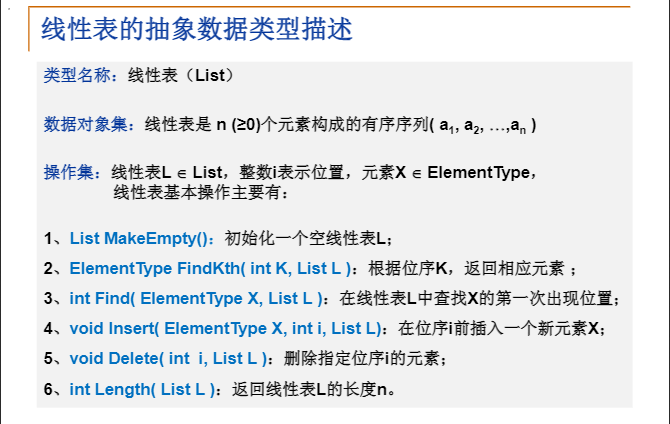 线性表的抽象数据类型描述
类型名称：线性表（List）
数据对象集：线性表是 n (≥0)个元素构成的有序序列( a1, a2, …,an )
操作集：线性表L ∈ List，整数i表示位置，元素X ∈ ElementType，
线性表基本操作主要有：
1、List MakeEmpty()：初始化一个空线性表L；
2、ElementType FindKth( int K, List L )：根据位序K，返回相应元素 ；
3、int Find( ElementType X, List L )：在线性表L中查找X的第一次出现位置；
4、void Insert( ElementType X, int i, List L)：在位序i前插入一个新元素X；
5、void Delete( int i, List L )：删除指定位序i的元素；
6、int Length( List L )：返回线性表L的长度n。